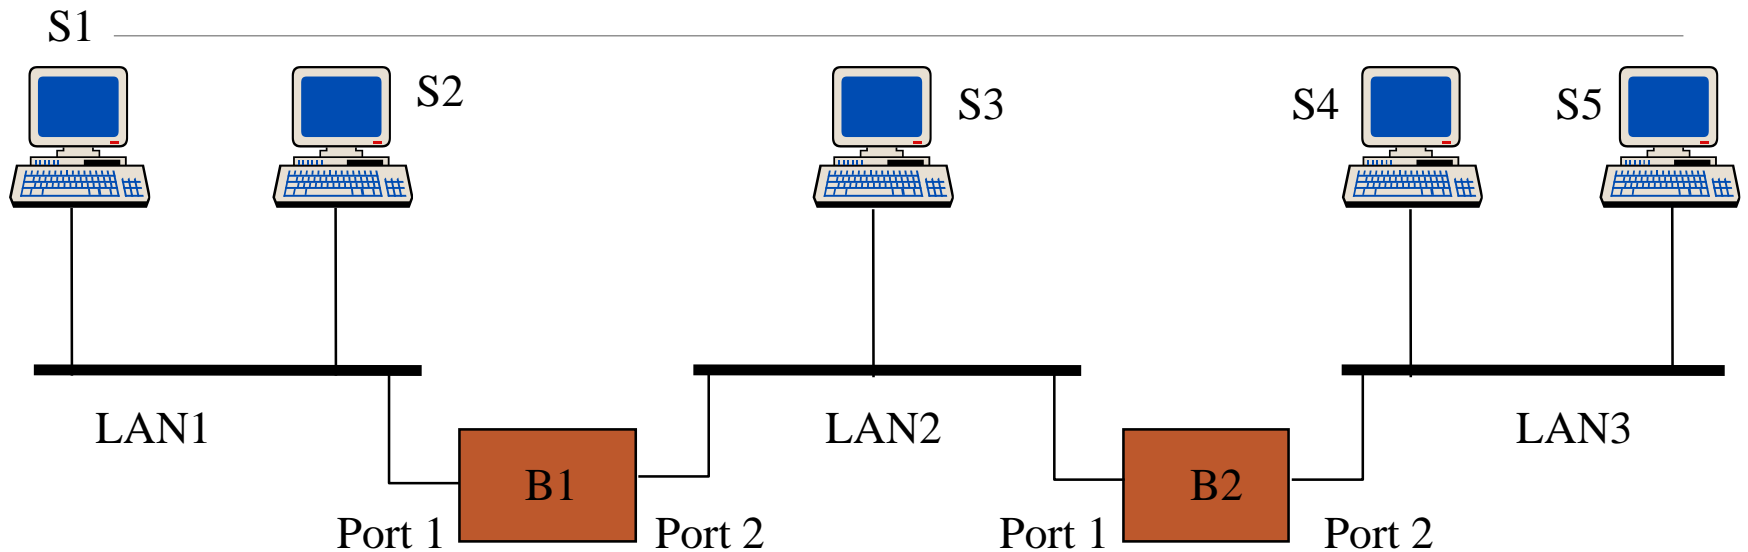 S1
S2
S3
S4
S5
LAN1
LAN2
LAN3
B1
B2
Port 1
Port 2
Port 1
Port 2